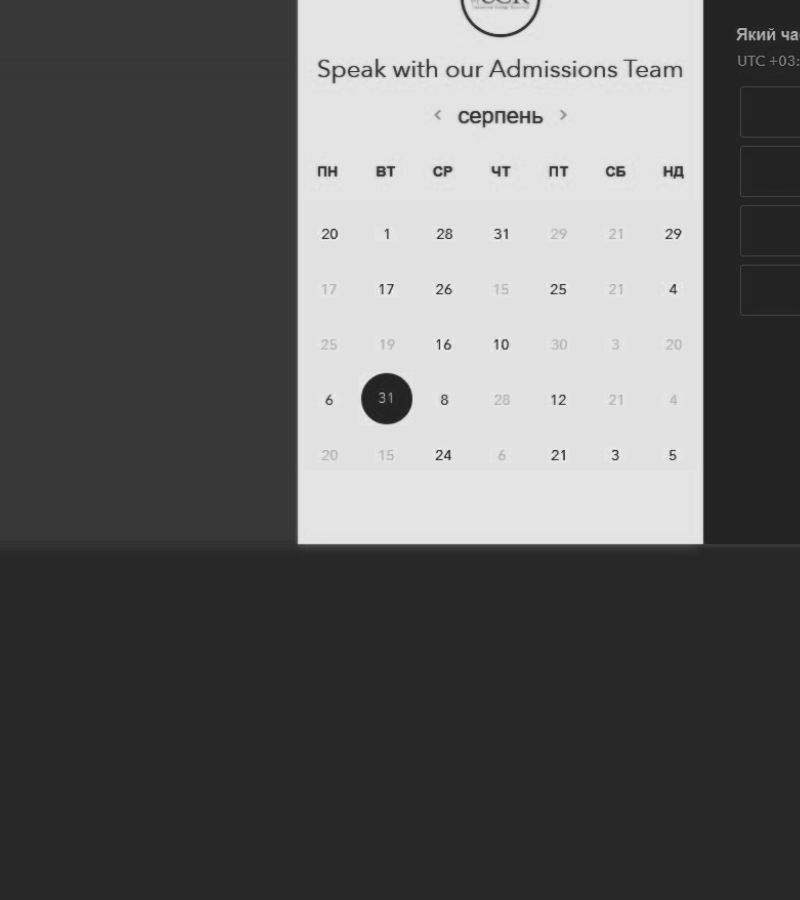 Speak with our Admissions Team
< серпень >
ПН ВТ СР ЧТ ПТ СБ НД
20 1 28 31 29 21 29
17 17 26 15 25 21 4
25 19 16 10 30 3 20
6 31 8 28 12 21 4
20 15 24 6 21 3 5
Який ча
UTC +03: